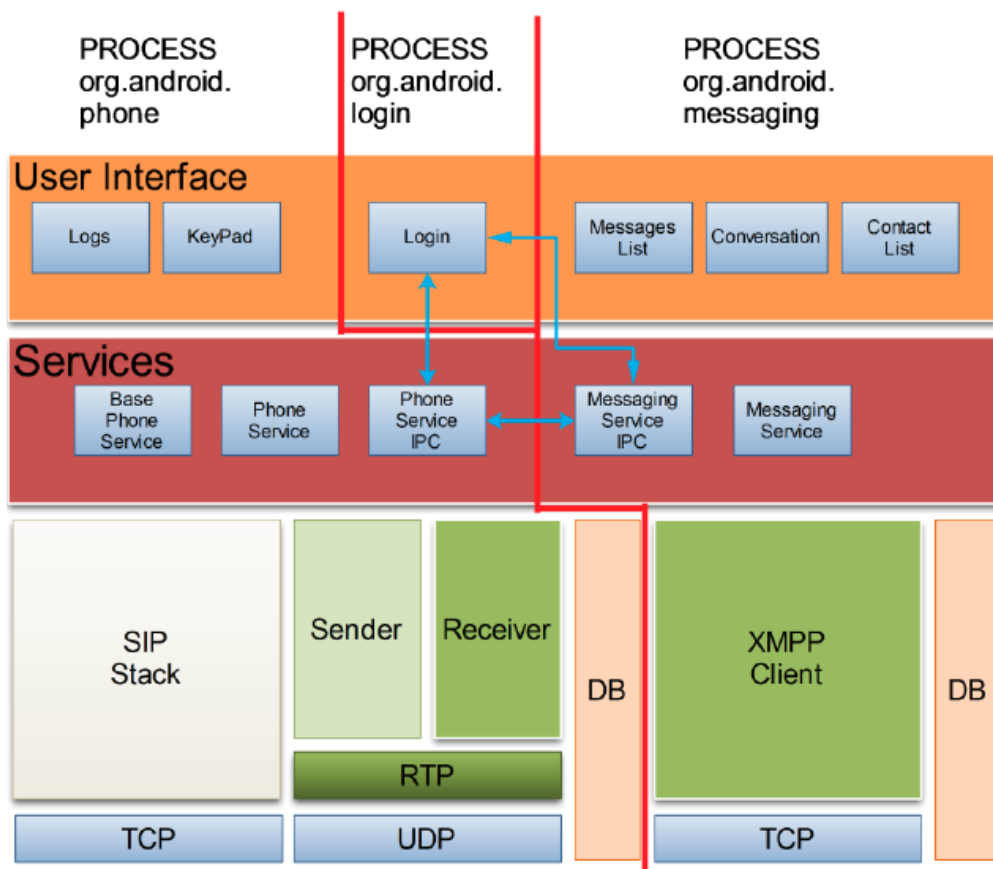 PROCESS
org.android.
phone
PROCESS
org.android.
login
PROCESS
org.android.
messaging
User Interface
Logs
KeyPad
Login
Messages
List
Conversation
Contact
List
Services
Base
Phone
Service
Phone
Service
Phone
Service
IPC
Messaging
Service
IPC
Messaging
Service
SIP
Stack
Sender
Receiver
RTP
DB
XMPP
Client
DB
TCP
UDP
TCP